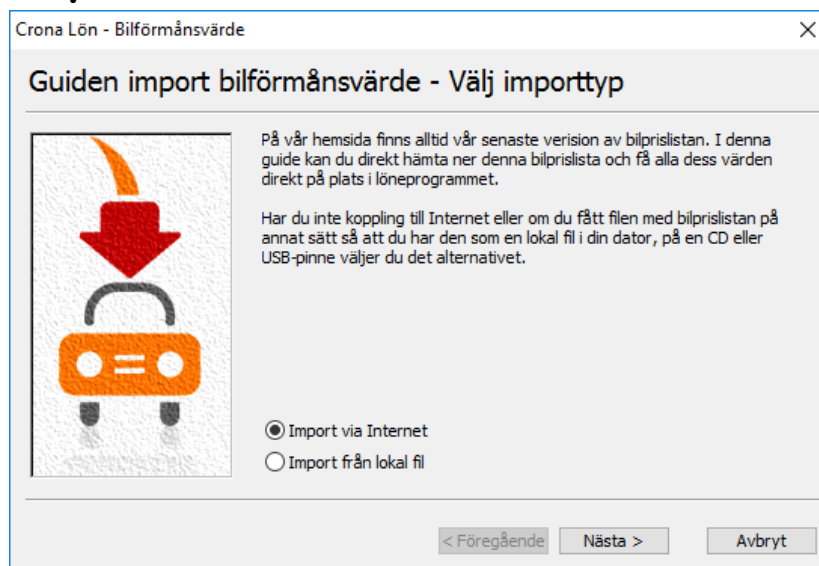 Crona Lön - Bilförmånsvärde
Guiden import bilförmånsvärde - Välj importtyp
På vår hemsida finns alltid vår senaste verision av bilprislistan. I denna
guide kan du direkt hämta ner denna bilprislista och få alla dess värden
direkt på plats i löneprogrammet.
Har du inte koppling till Internet eller om du fått filen med bilprislistan på
annat sätt så att du har den som en lokal fil i din dator, på en CD eller
USB-pinne väljer du det alternativet.
Import via Internet
Import från lokal fil
< Föregående Nästa > Avbryt